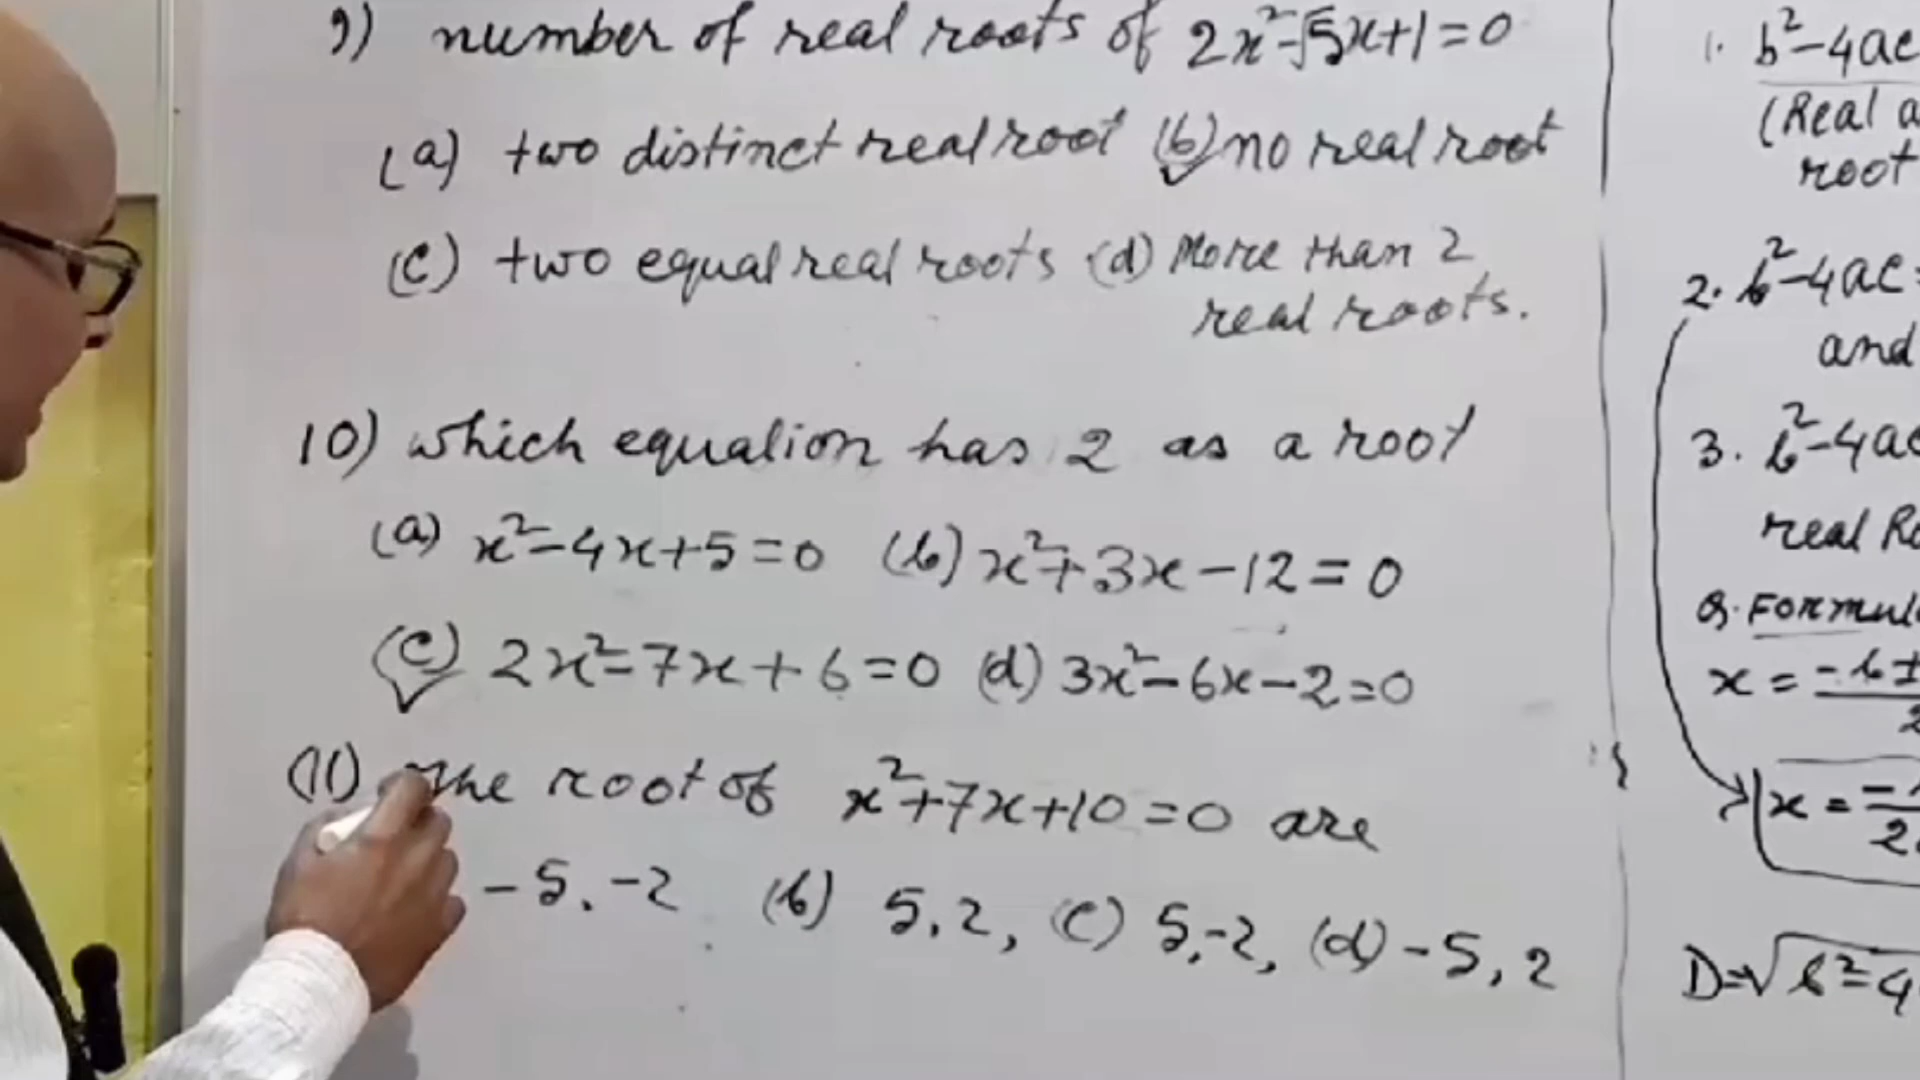 9) number of real roots of 2x²-√5x+1=0
(a) two distinct real root (b) no real root
(c) two equal real roots (d) More than 2
real roots.
10) which equation has 2 as a root
(a) x²-4x+5=0 (b) x²+3x-12=0
(c) 2x²-7x+6=0 (d) 3x²-6x-2=0
(11) The root of x²+7x+10=0 are
-5,-2 (b) 5,2, (c) 5,-2, (d) -5,2
1. b²-4ac
(Real a
root
2. b²-4ac=
and
3. b²-4ac
real Ro
Formul
x = -b±
2
x = -
2
D=√b²-4